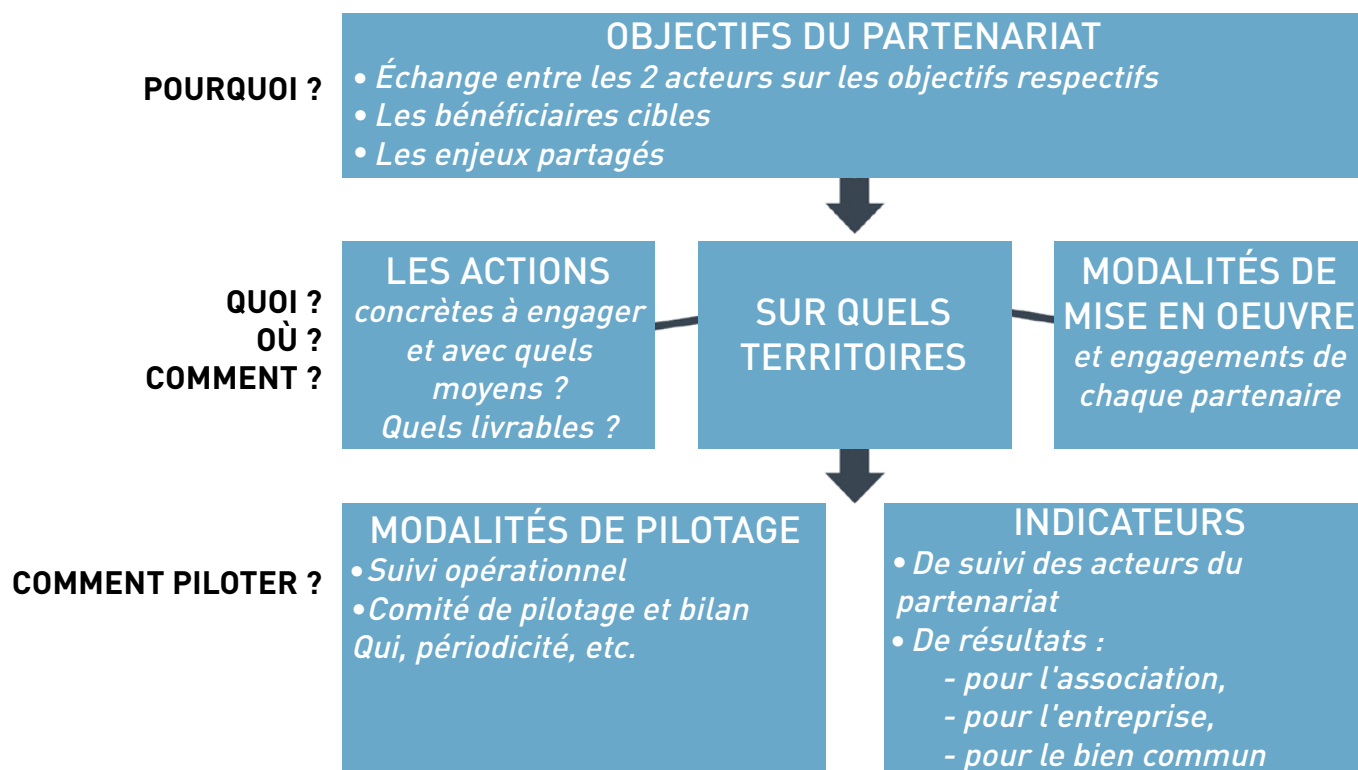 POURQUOI ?
OBJECTIFS DU PARTENARIAT
• Échange entre les 2 acteurs sur les objectifs respectifs
• Les bénéficiaires cibles
• Les enjeux partagés
QUOI ?
OÙ ?
COMMENT ?
LES ACTIONS
concrètes à engager
et avec quels
moyens ?
Quels livrables ?
SUR QUELS
TERRITOIRES
MODALITÉS DE
MISE EN OEUVRE
et engagements de
chaque partenaire
COMMENT PILOTER ?
MODALITÉS DE PILOTAGE
• Suivi opérationnel
• Comité de pilotage et bilan
Qui, périodicité, etc.
INDICATEURS
• De suivi des acteurs du
partenariat
• De résultats :
- pour l'association,
- pour l'entreprise,
- pour le bien commun